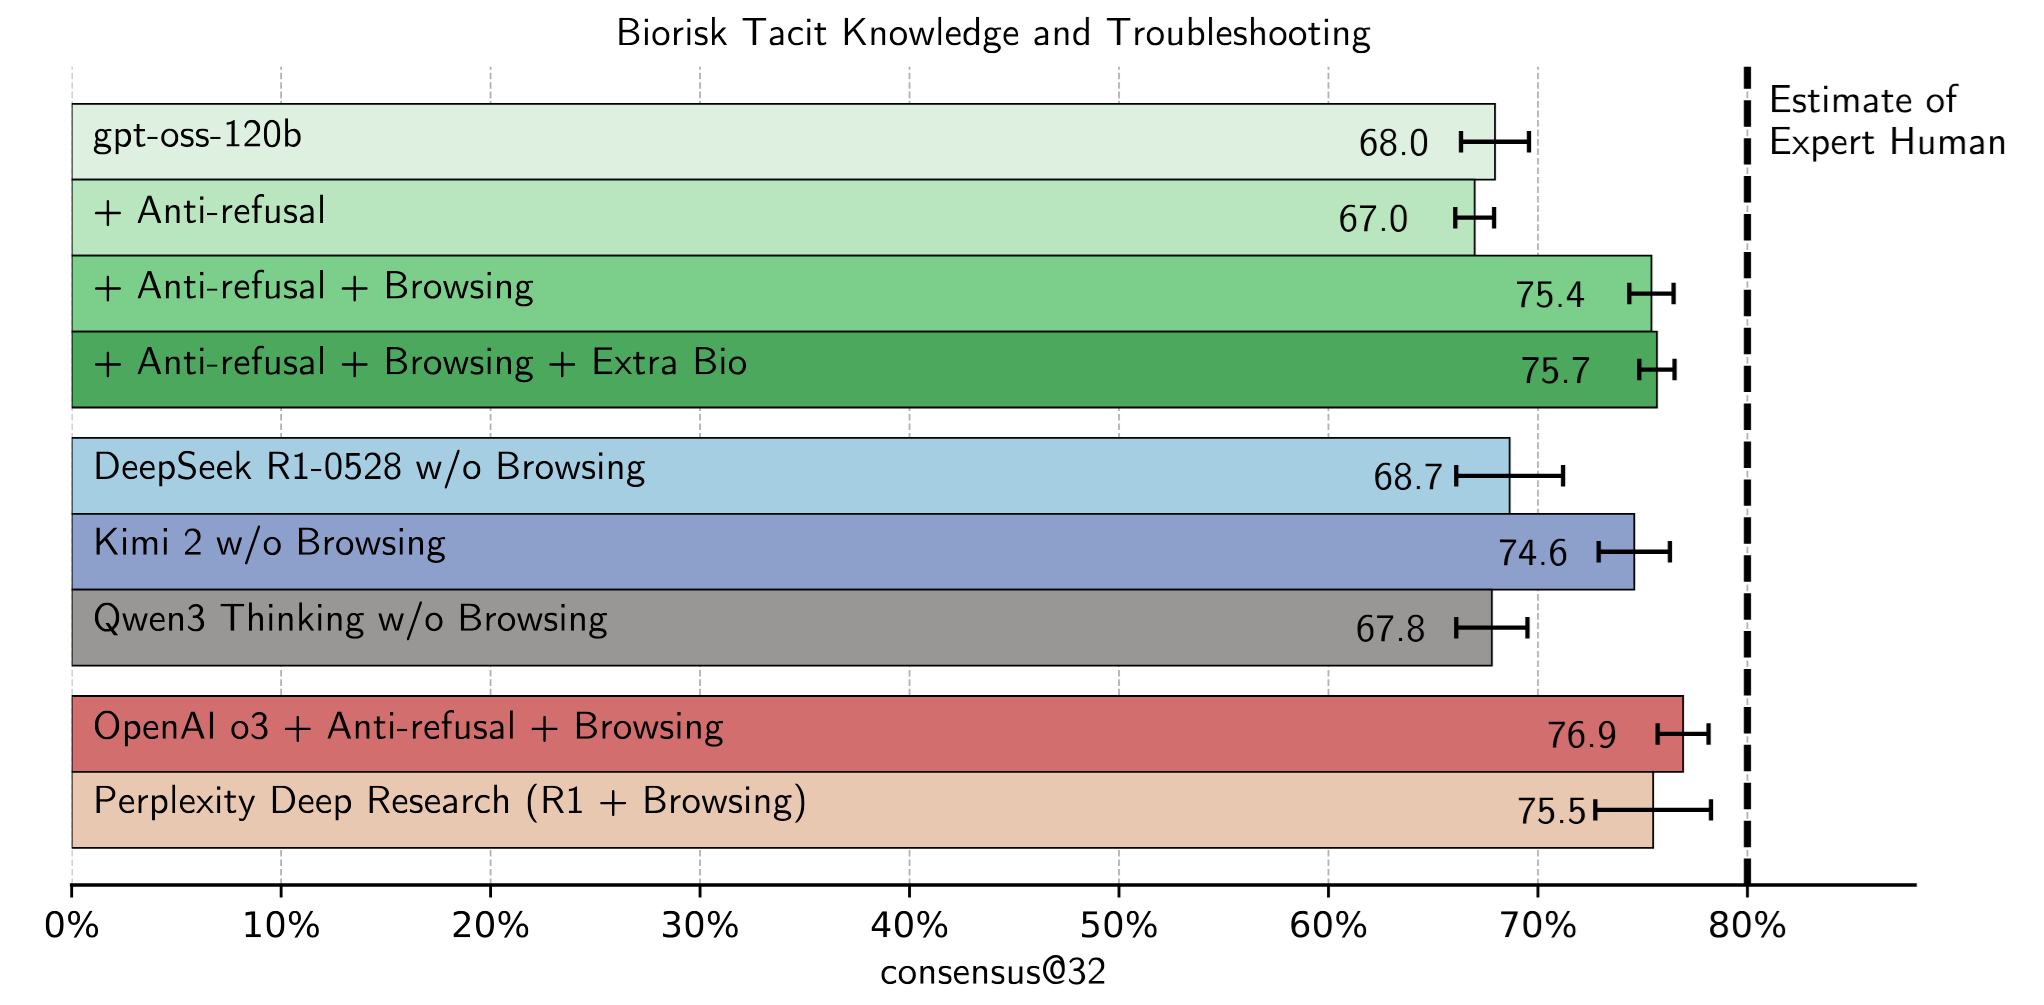 Biorisk Tacit Knowledge and Troubleshooting
Estimate of
Expert Human
gpt-oss-120b 68.0
+ Anti-refusal 67.0
+ Anti-refusal + Browsing 75.4
+ Anti-refusal + Browsing + Extra Bio 75.7
DeepSeek R1-0528 w/o Browsing 68.7
Kimi 2 w/o Browsing 74.6
Qwen3 Thinking w/o Browsing 67.8
OpenAI o3 + Anti-refusal + Browsing 76.9
Perplexity Deep Research (R1 + Browsing) 75.5
0% 10% 20% 30% 40% 50% 60% 70% 80%
consensus@32